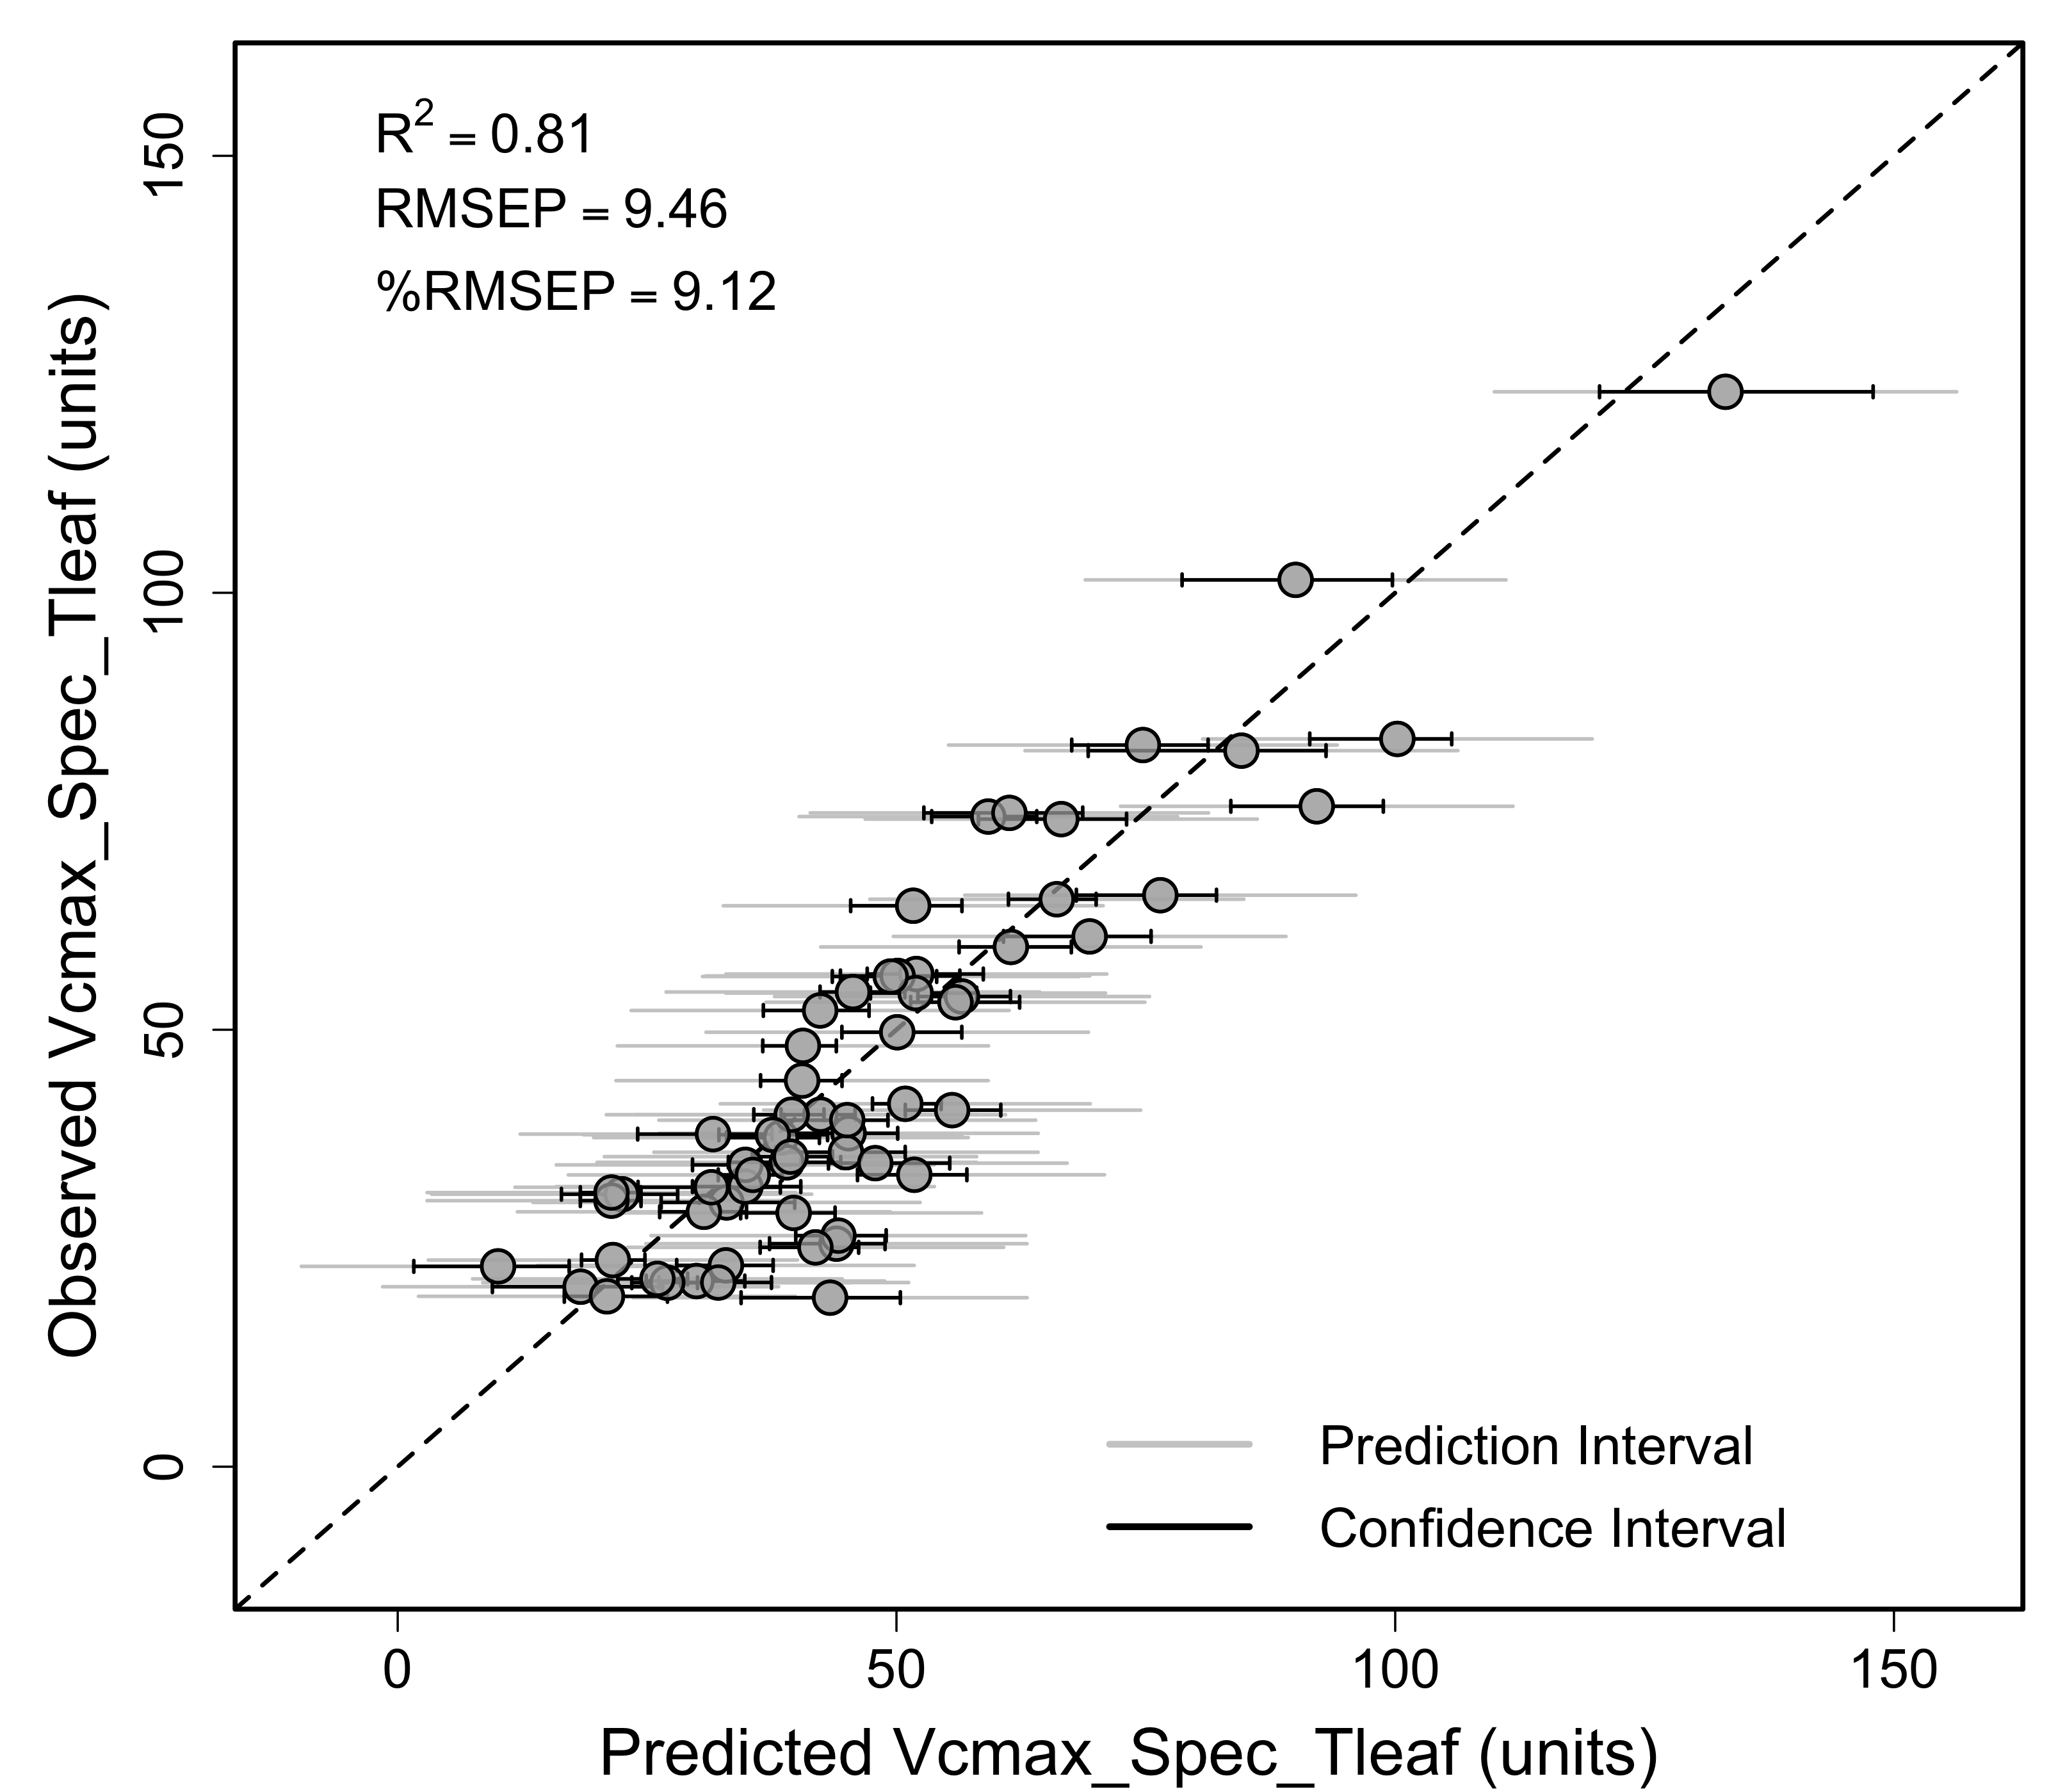 R2 = 0.81
RMSEP = 9.46
%RMSEP = 9.12
Observed Vcmax_Spec_Tleaf (units)
150
100
50
0
Prediction Interval
Confidence Interval
0 50 100 150
Predicted Vcmax_Spec_Tleaf (units)